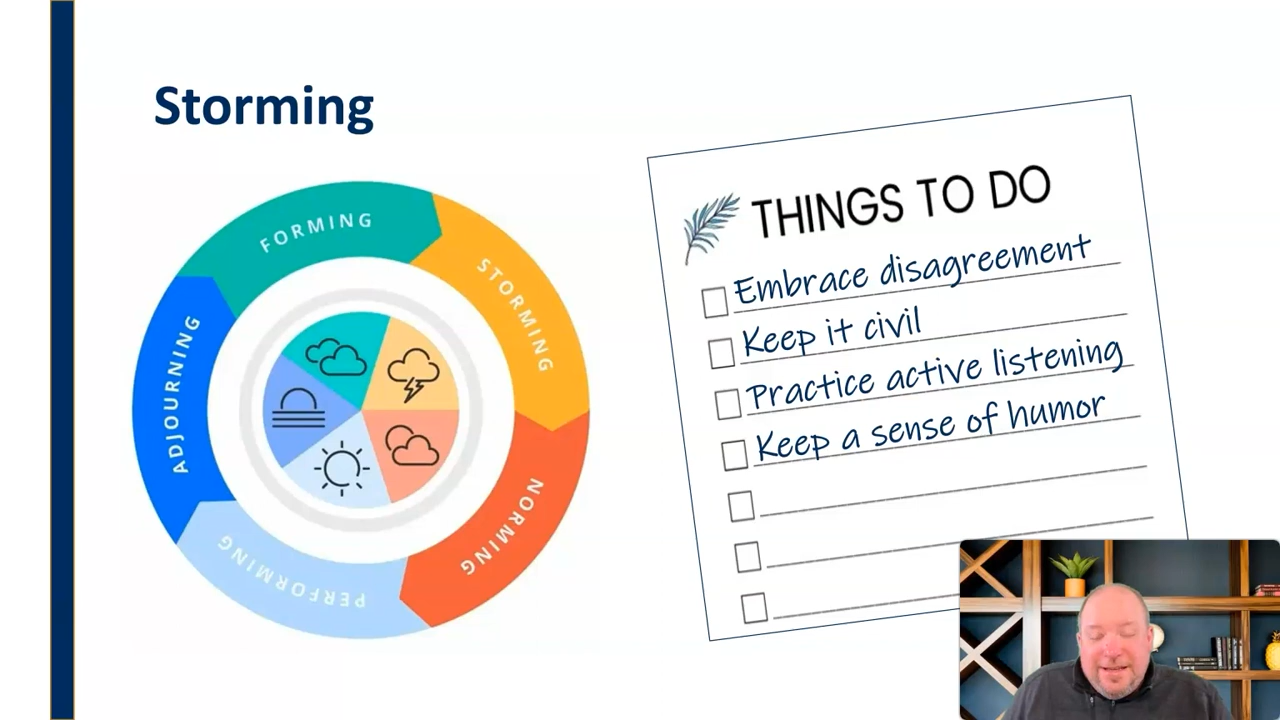 Storming
FORMING
STORMING
NORMING
PERFORMING
ADJOURNING
THINGS TO DO
Embrace disagreement
Keep it civil
Practice active listening
Keep a sense of humor